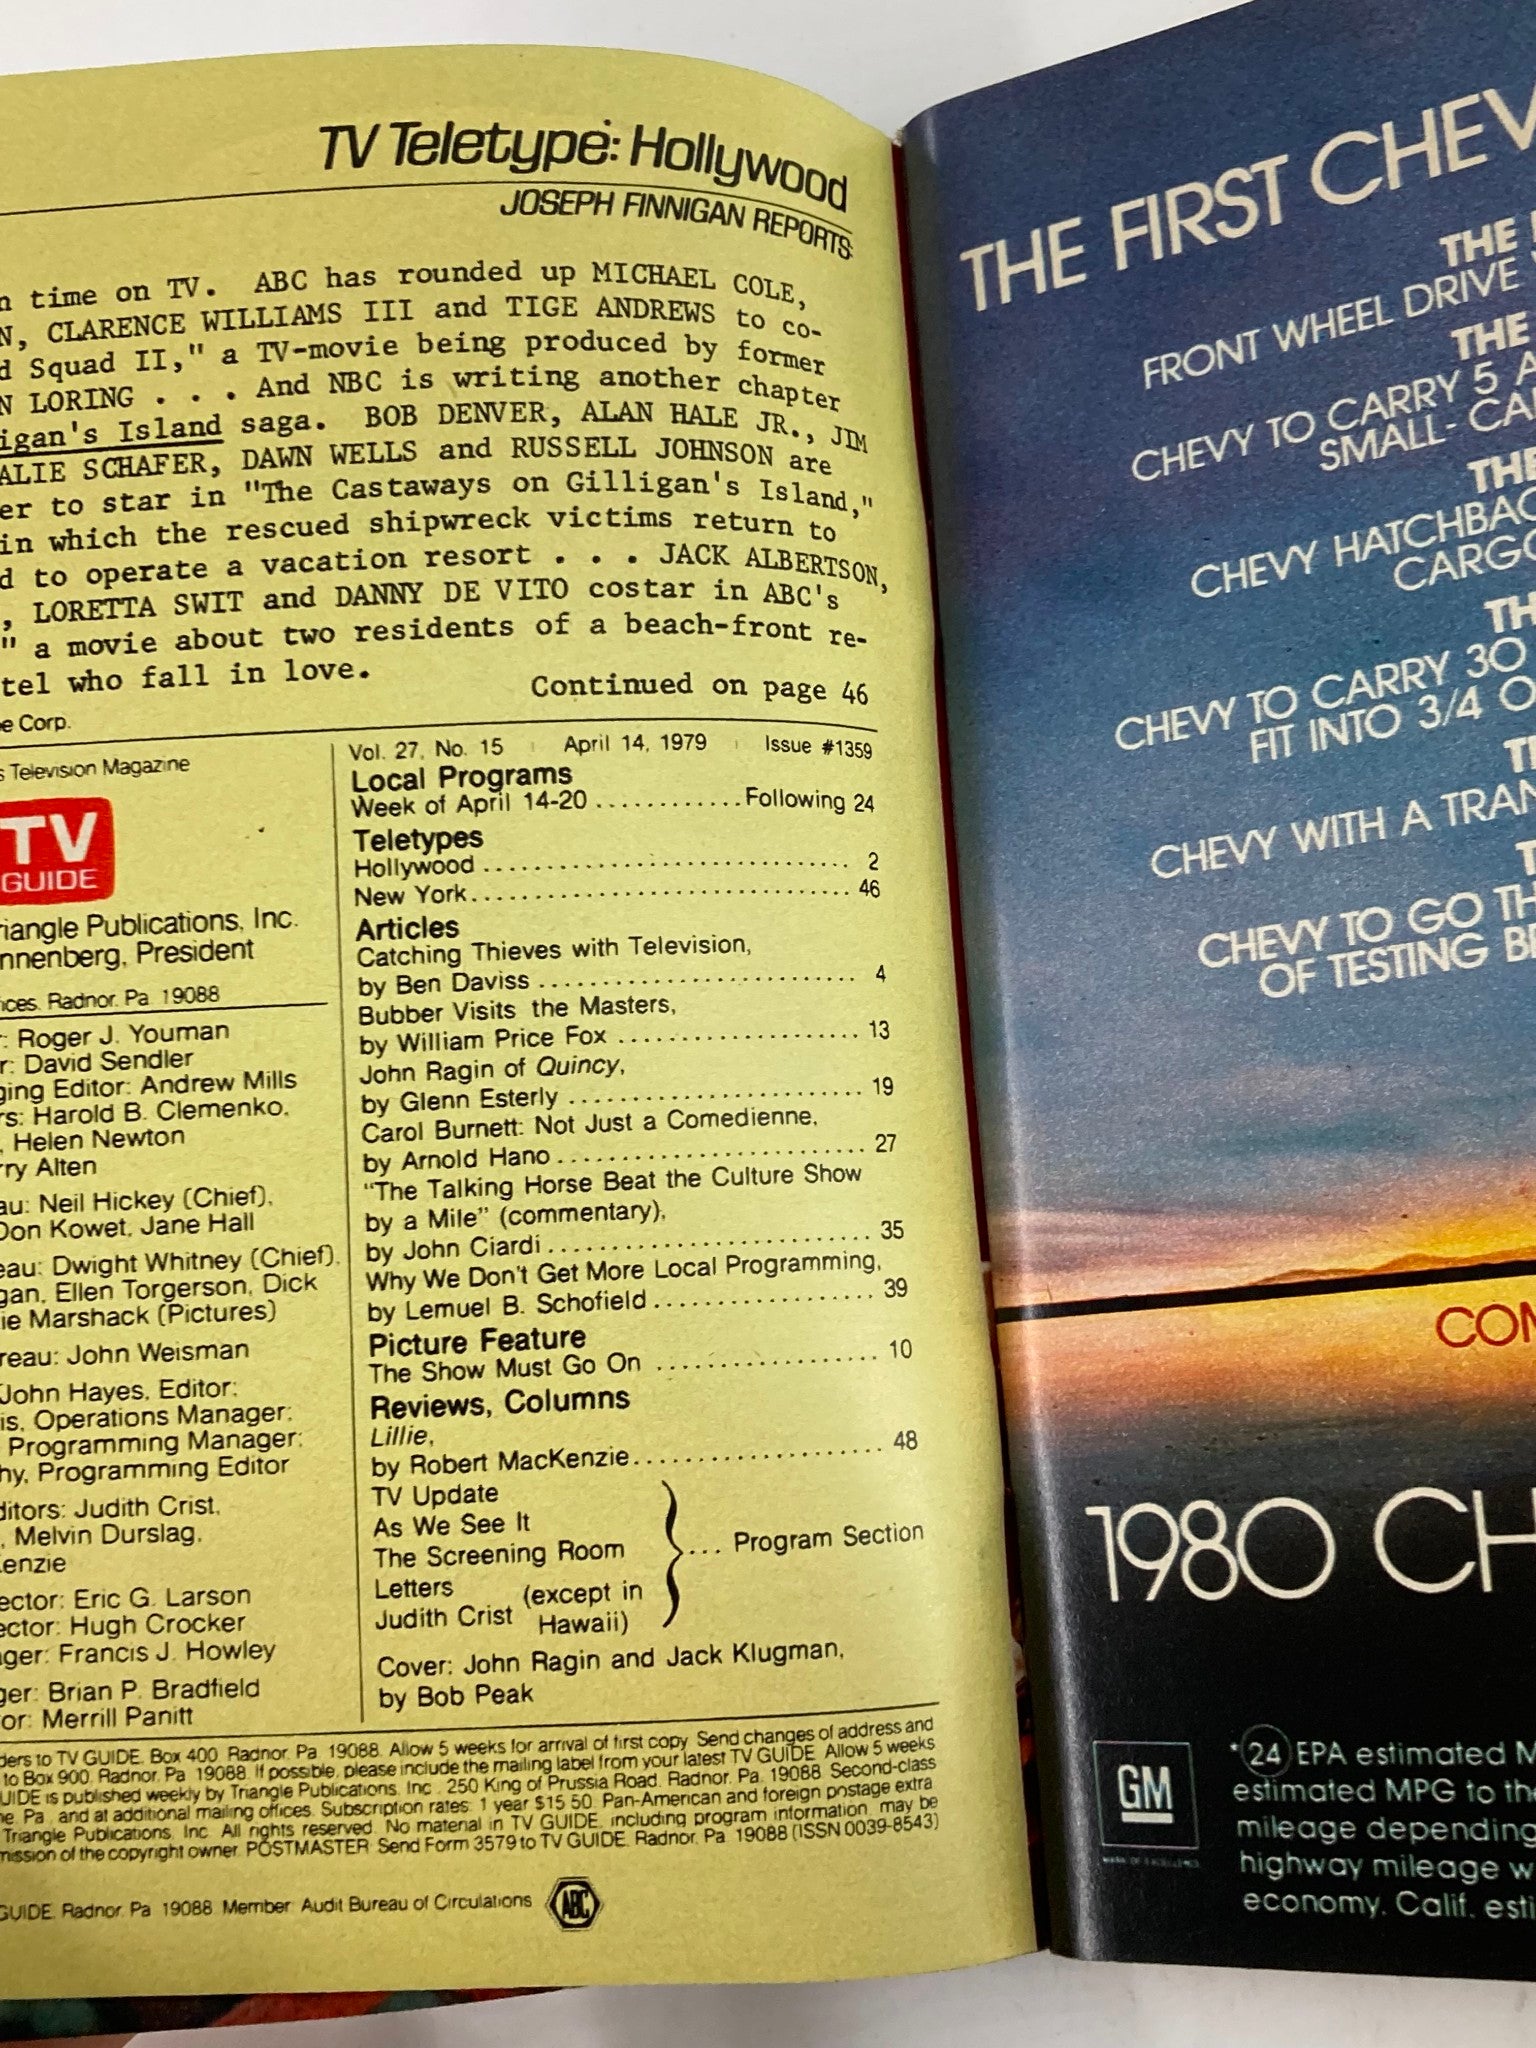 TV Teletype: Hollywood
JOSEPH FINNIGAN REPORTS:
time on TV. ABC has rounded up MICHAEL COLE,
CLARENCE WILLIAMS III and TIGE ANDREWS to co-
Squad II," a TV-movie being produced by former
LORING . . . And NBC is writing another chapter
igan's Island saga. BOB DENVER, ALAN HALE JR., JIM
ALIE SCHAFER, DAWN WELLS and RUSSELL JOHNSON are
er to star in "The Castaways on Gilligan's Island,"
in which the rescued shipwreck victims return to
d to operate a vacation resort . . . JACK ALBERTSON,
, LORETTA SWIT and DANNY DE VITO costar in ABC's
" a movie about two residents of a beach-front re-
tel who fall in love.
Continued on page 46
e Corp.
s Television Magazine
TV
GUIDE
riangle Publications, Inc.
nnenberg, President
ices, Radnor, Pa. 19088
r: Roger J. Youman
r: David Sendler
ging Editor: Andrew Mills
rs: Harold B. Clemenko,
, Helen Newton
rry Alten
au: Neil Hickey (Chief),
Don Kowet, Jane Hall
eau: Dwight Whitney (Chief),
gan, Ellen Torgerson, Dick
ie Marshack (Pictures)
reau: John Weisman
John Hayes, Editor;
is, Operations Manager;
Programming Manager;
hy, Programming Editor
ditors: Judith Crist,
, Melvin Durslag,
Kenzie
ector: Eric G. Larson
ector: Hugh Crocker
ager: Francis J. Howley
ger: Brian P. Bradfield
or: Merrill Panitt
Vol. 27, No. 15 | April 14, 1979 | Issue #1359
Local Programs
Week of April 14-20 ............ Following 24
Teletypes
Hollywood .............................. 2
New York .............................. 46
Articles
Catching Thieves with Television,
by Ben Daviss .......................... 4
Bubber Visits the Masters,
by William Price Fox .................. 13
John Ragin of Quincy,
by Glenn Esterly ...................... 19
Carol Burnett: Not Just a Comedienne,
by Arnold Hano ........................ 27
"The Talking Horse Beat the Culture Show
by a Mile" (commentary),
by John Ciardi ........................ 35
Why We Don't Get More Local Programming,
by Lemuel B. Schofield ................ 39
Picture Feature
The Show Must Go On .................. 10
Reviews, Columns
Lillie,
by Robert MacKenzie .................. 48
TV Update
As We See It
The Screening Room ... Program Section
Letters (except in
Judith Crist Hawaii)
Cover: John Ragin and Jack Klugman,
by Bob Peak
ders to TV GUIDE, Box 400, Radnor, Pa. 19088. Allow 5 weeks for arrival of first copy. Send changes of address and
to Box 900, Radnor, Pa. 19088. If possible, please include the mailing label from your latest TV GUIDE. Allow 5 weeks
UIDE is published weekly by Triangle Publications, Inc., 250 King of Prussia Road, Radnor, Pa. 19088. Second-class
ne, Pa. and at additional mailing offices. Subscription rates: 1 year $15.50. Pan-American and foreign postage extra.
Triangle Publications, Inc. All rights reserved. No material in TV GUIDE, including program information, may be
mission of the copyright owner. POSTMASTER: Send Form 3579 to TV GUIDE, Radnor, Pa. 19088 (ISSN 0039-8543)
GUIDE, Radnor, Pa. 19088. Member, Audit Bureau of Circulations ABC
THE FIRST CHEV
THE
FRONT WHEEL DRIVE
THE
CHEVY TO CARRY 5 A
SMALL-CA
THE
CHEVY HATCHBAC
CARGO
TH
CHEVY TO CARRY 30
FIT INTO 3/4 O
T
CHEVY WITH A TRAN
T
CHEVY TO GO TH
OF TESTING BE
COM
1980 CH
GM
MARK OF EXCELLENCE
*24 EPA estimated M
estimated MPG to the
mileage depending
highway mileage w
economy. Calif. esti